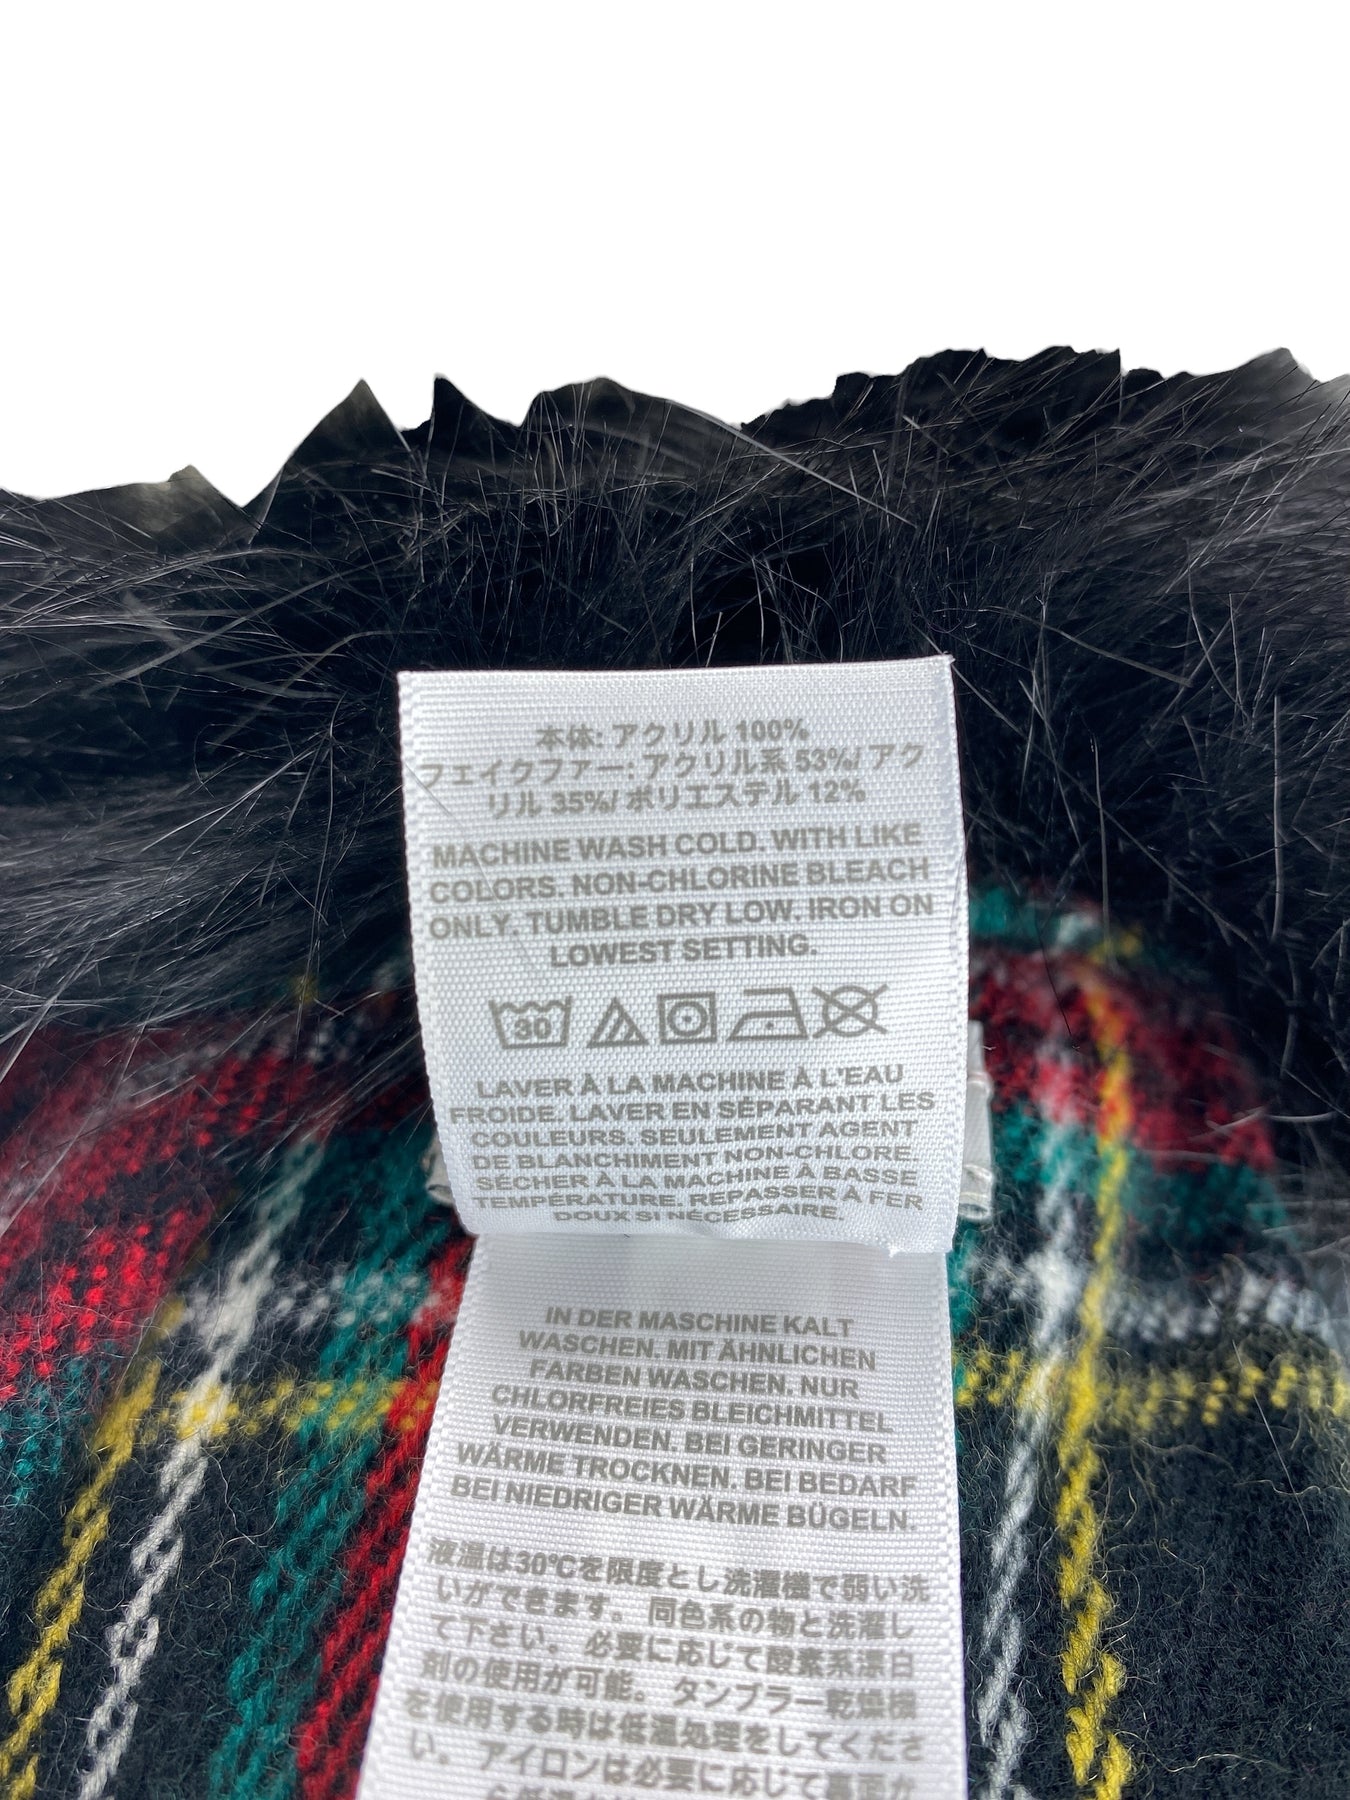 本体: アクリル 100%
フェイクファー: アクリル系 53%/ アク
リル 35%/ ポリエステル 12%
MACHINE WASH COLD. WITH LIKE
COLORS. NON-CHLORINE BLEACH
ONLY. TUMBLE DRY LOW. IRON ON
LOWEST SETTING.
30
LAVER À LA MACHINE À L'EAU
FROIDE. LAVER EN SÉPARANT LES
COULEURS. SEULEMENT AGENT
DE BLANCHIMENT NON-CHLORE.
SÉCHER À LA MACHINE À BASSE
TEMPÉRATURE. REPASSER À FER
DOUX SI NÉCESSAIRE.
IN DER MASCHINE KALT
WASCHEN. MIT ÄHNLICHEN
FARBEN WASCHEN. NUR
CHLORFREIES BLEICHMITTEL
VERWENDEN. BEI GERINGER
WÄRME TROCKNEN. BEI BEDARF
BEI NIEDRIGER WÄRME BÜGELN.
液温は30℃を限度とし洗濯機で弱い洗
いができます。同色系の物と洗濯し
て下さい。必要に応じて酸素系漂白
剤の使用が可能。タンブラー乾燥機
を使用する時は低温処理をしてくださ
い。アイロンは必要に応じて裏面か